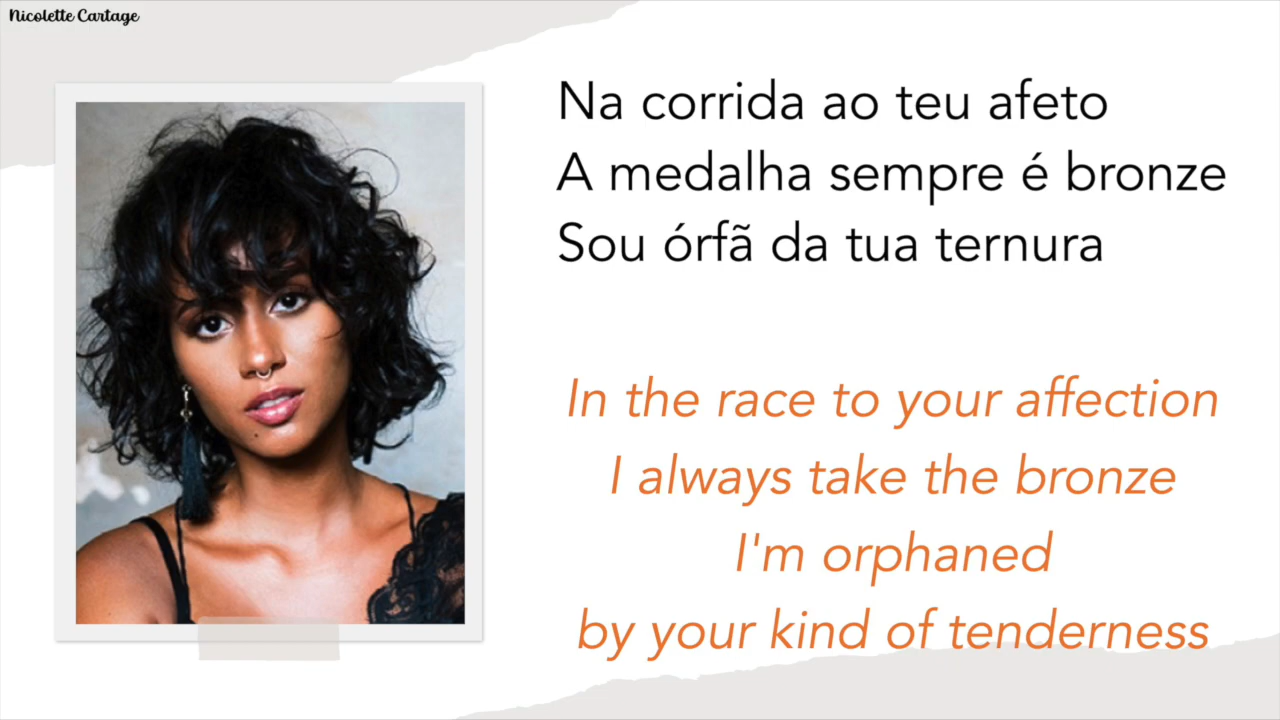 Nicolette Cartage
Na corrida ao teu afeto
A medalha sempre é bronze
Sou órfã da tua ternura
In the race to your affection
I always take the bronze
I'm orphaned
by your kind of tenderness